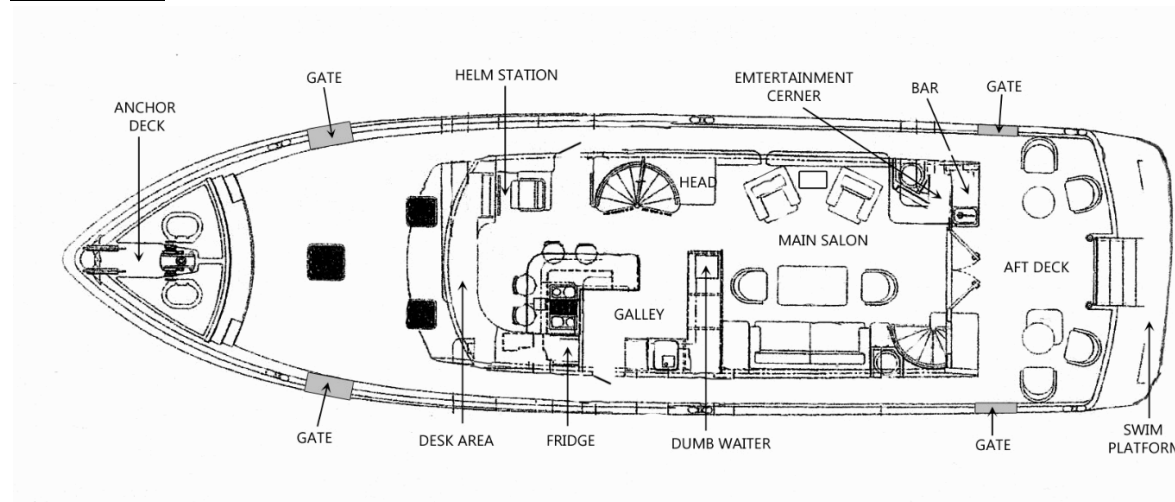 GATE
HELM STATION
EMTERTAINMENT
CERNER
BAR
GATE
ANCHOR
DECK
HEAD
MAIN SALON
AFT DECK
GALLEY
GATE
DESK AREA
FRIDGE
DUMB WAITER
GATE
SWIM
PLATFORM